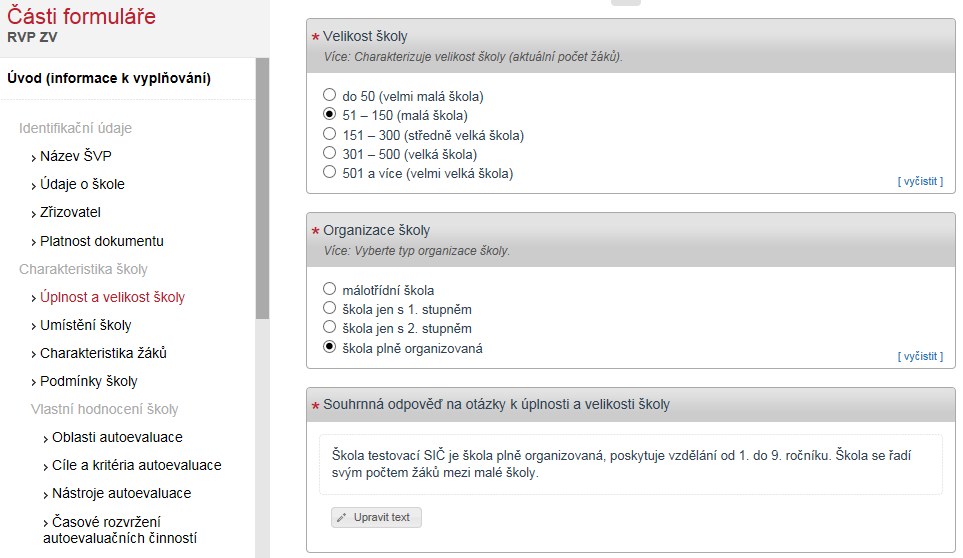 Části formuláře
RVP ZV
Úvod (informace k vyplňování)
Identifikační údaje
› Název ŠVP
› Údaje o škole
› Zřizovatel
› Platnost dokumentu
Charakteristika školy
› Úplnost a velikost školy
› Umístění školy
› Charakteristika žáků
› Podmínky školy
Vlastní hodnocení školy
› Oblasti autoevaluace
› Cíle a kritéria autoevaluace
› Nástroje autoevaluace
› Časové rozvržení
autoevaluačních činností
* Velikost školy
Více: Charakterizuje velikost školy (aktuální počet žáků).
do 50 (velmi malá škola)
51 – 150 (malá škola)
151 – 300 (středně velká škola)
301 – 500 (velká škola)
501 a více (velmi velká škola)
[ vyčistit ]
* Organizace školy
Více: Vyberte typ organizace školy.
málotřídní škola
škola jen s 1. stupněm
škola jen s 2. stupněm
škola plně organizovaná
[ vyčistit ]
* Souhrnná odpověď na otázky k úplnosti a velikosti školy
Škola testovací SIČ je škola plně organizovaná, poskytuje vzdělání od 1. do 9. ročníku. Škola se řadí
svým počtem žáků mezi malé školy.
Upravit text